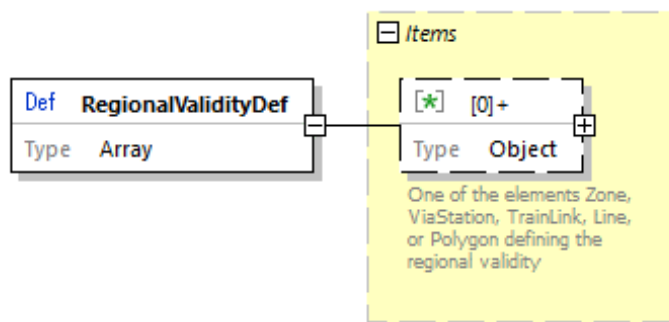 Items
Def RegionalValidityDef
Type Array
[*] [0]+
Type Object
One of the elements Zone,
ViaStation, TrainLink, Line,
or Polygon defining the
regional validity